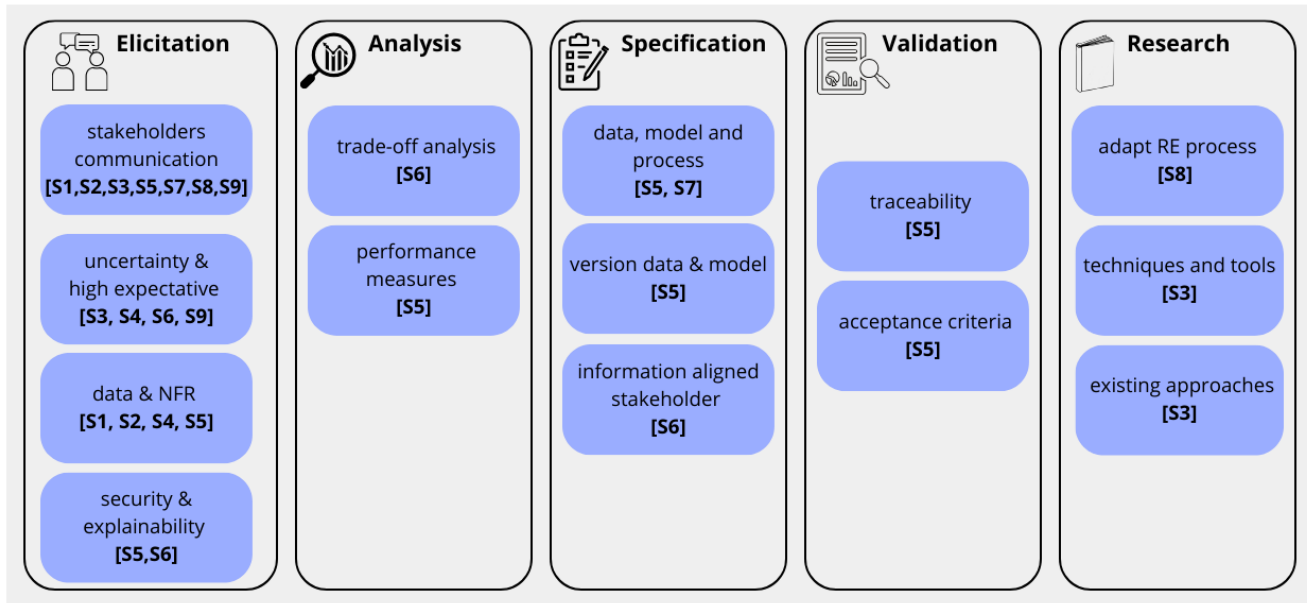 Elicitation
stakeholders
communication
[S1,S2,S3,S5,S7,S8,S9]
uncertainty &
high expectative
[S3, S4, S6, S9]
data & NFR
[S1, S2, S4, S5]
security &
explainability
[S5,S6]
Analysis
trade-off analysis
[S6]
performance
measures
[S5]
Specification
data, model and
process
[S5, S7]
version data & model
[S5]
information aligned
stakeholder
[S6]
Validation
traceability
[S5]
acceptance criteria
[S5]
Research
adapt RE process
[S8]
techniques and tools
[S3]
existing approaches
[S3]